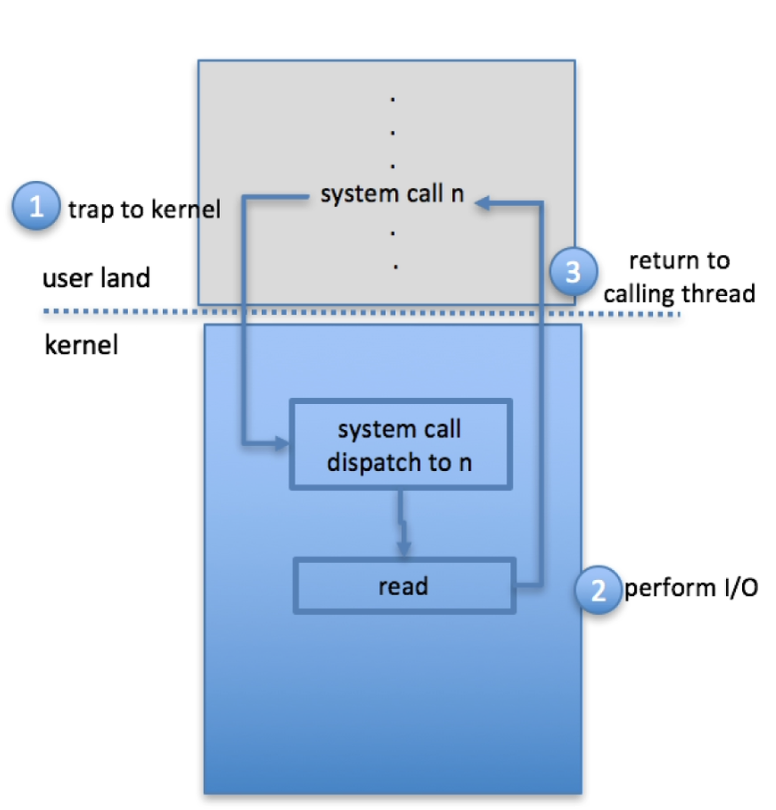 .
.
.
system call n
1
trap to kernel
.
.
3
return to
calling thread
user land
kernel
system call
dispatch to n
read
2
perform I/O